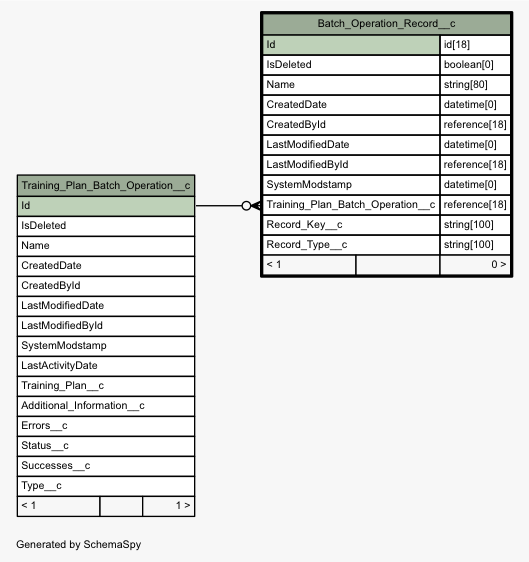 Batch_Operation_Record__c
Id id[18]
IsDeleted boolean[0]
Name string[80]
CreatedDate datetime[0]
CreatedById reference[18]
LastModifiedDate datetime[0]
LastModifiedById reference[18]
SystemModstamp datetime[0]
Training_Plan_Batch_Operation__c reference[18]
Record_Key__c string[100]
Record_Type__c string[100]
< 1 0 >
Training_Plan_Batch_Operation__c
Id
IsDeleted
Name
CreatedDate
CreatedById
LastModifiedDate
LastModifiedById
SystemModstamp
LastActivityDate
Training_Plan__c
Additional_Information__c
Errors__c
Status__c
Successes__c
Type__c
< 1 1 >
Generated by SchemaSpy